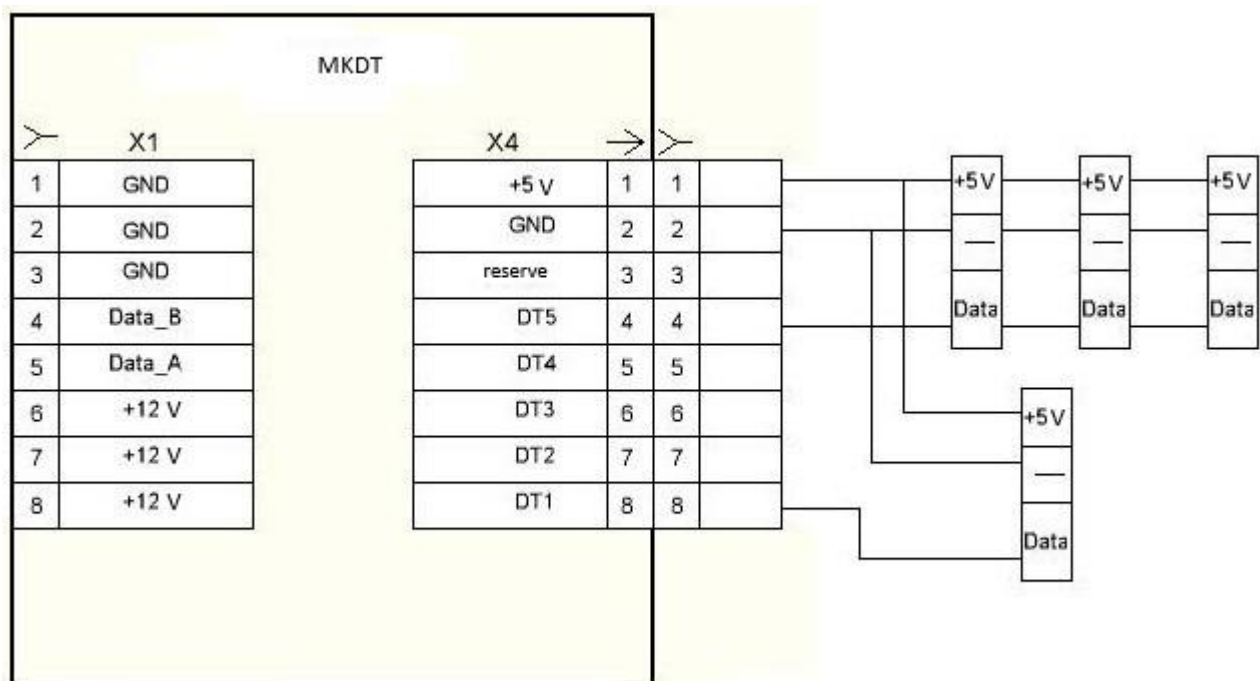 MKDT
X1
1 GND
2 GND
3 GND
4 Data_B
5 Data_A
6 +12 V
7 +12 V
8 +12 V
X4
+5 V 1 1
GND 2 2
reserve 3 3
DT5 4 4
DT4 5 5
DT3 6 6
DT2 7 7
DT1 8 8
+5V +5V +5V
— — —
Data Data Data
+5V
—
Data